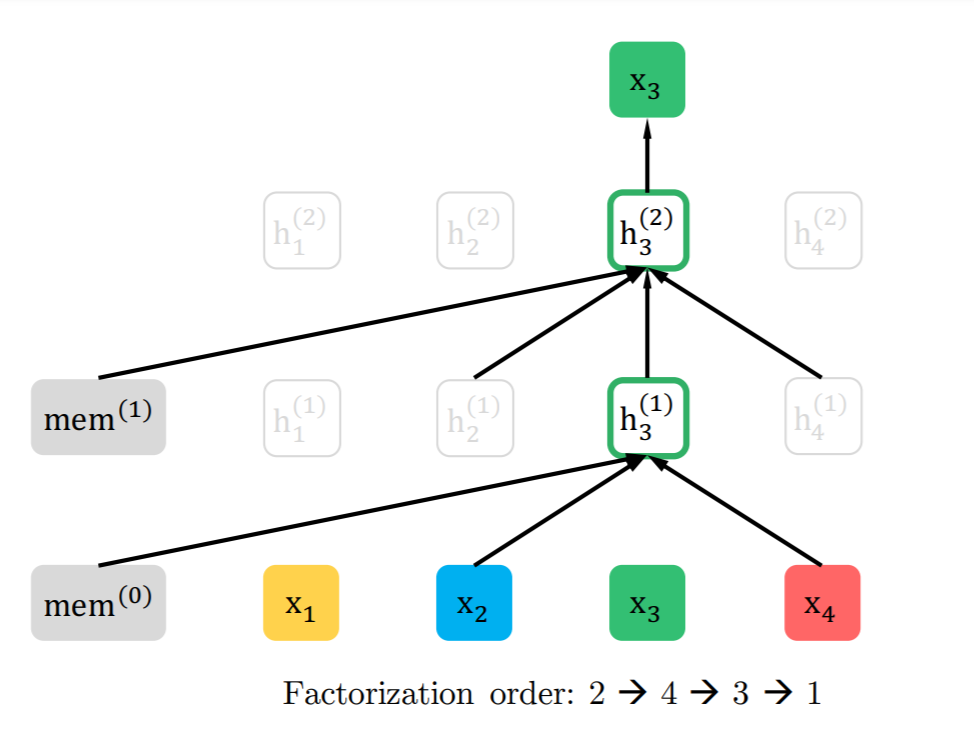 x₃
h₁⁽²⁾ h₂⁽²⁾ h₃⁽²⁾ h₄⁽²⁾
mem⁽¹⁾ h₁⁽¹⁾ h₂⁽¹⁾ h₃⁽¹⁾ h₄⁽¹⁾
mem⁽⁰⁾ x₁ x₂ x₃ x₄
Factorization order: 2 → 4 → 3 → 1